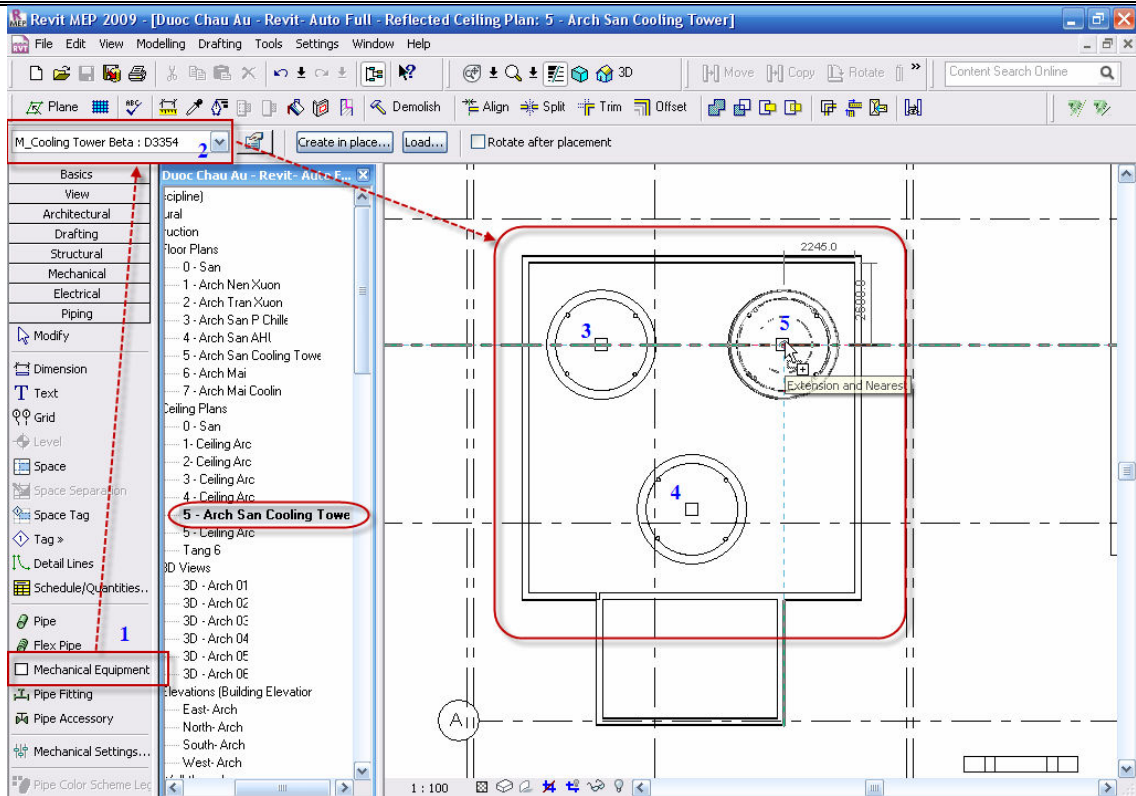 Revit MEP 2009 - [Duoc Chau Au - Revit- Auto Full - Reflected Ceiling Plan: 5 - Arch San Cooling Tower]
File Edit View Modelling Drafting Tools Settings Window Help
3D Move Copy Rotate » Content Search Online
Plane Demolish Align Split Trim Offset
M_Cooling Tower Beta : D3354 2 Create in place... Load... Rotate after placement
Basics
View
Architectural
Drafting
Structural
Mechanical
Electrical
Piping
Modify
Dimension
Text
Grid
Level
Space
Space Separation
Space Tag
Tag »
Detail Lines
Schedule/Quantities..
Pipe
Flex Pipe
1
Mechanical Equipment
Pipe Fitting
Pipe Accessory
Mechanical Settings...
Pipe Color Scheme Leg
Duoc Chau Au - Revit- Auto F...
cipline)
ural
ruction
Floor Plans
0 - San
1 - Arch Nen Xuon
2 - Arch Tran Xuon
3 - Arch San P Chille
4 - Arch San AHU
5 - Arch San Cooling Towe
6 - Arch Mai
7 - Arch Mai Coolin
Ceiling Plans
0 - San
1- Ceiling Arc
2- Ceiling Arc
3 - Ceiling Arc
4 - Ceiling Arc
5 - Arch San Cooling Towe
5 - Ceiling Arc
Tang 6
3D Views
3D - Arch 01
3D - Arch 02
3D - Arch 03
3D - Arch 04
3D - Arch 05
3D - Arch 06
Elevations (Building Elevation
East- Arch
North- Arch
South- Arch
West- Arch
2245.0
2600.0
3
5
Extension and Nearest
4
A
1 : 100